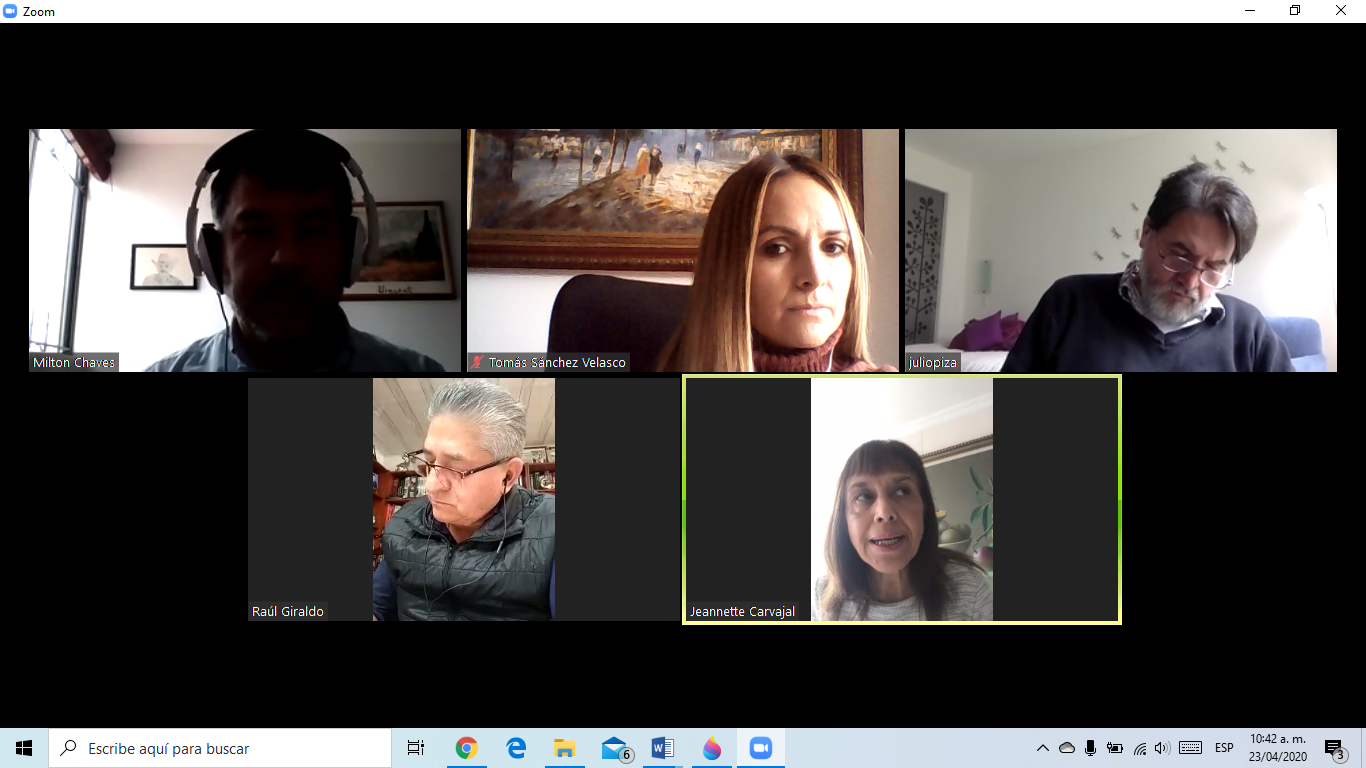 Zoom
Vincent
Milton Chaves
Tomás Sánchez Velasco
juliopiza
Raúl Giraldo
Jeannette Carvajal
Escribe aquí para buscar
6
ESP
10:42 a. m.
23/04/2020
3